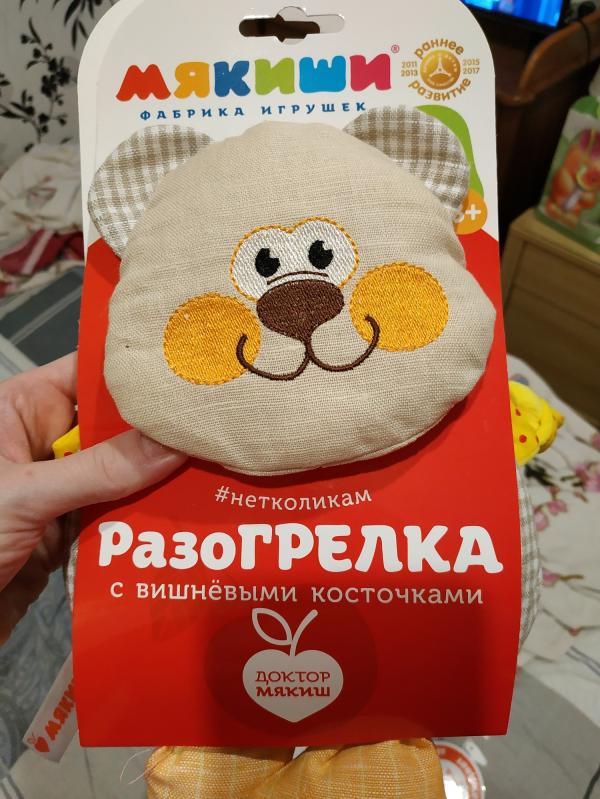 мякиши®
ФАБРИКА ИГРУШЕК
раннее
2011 2015
2013 2017
развитие
#нетколикам
РазоГРЕЛКА
с вишнёвыми косточками
ДОКТОР
МЯКИШ